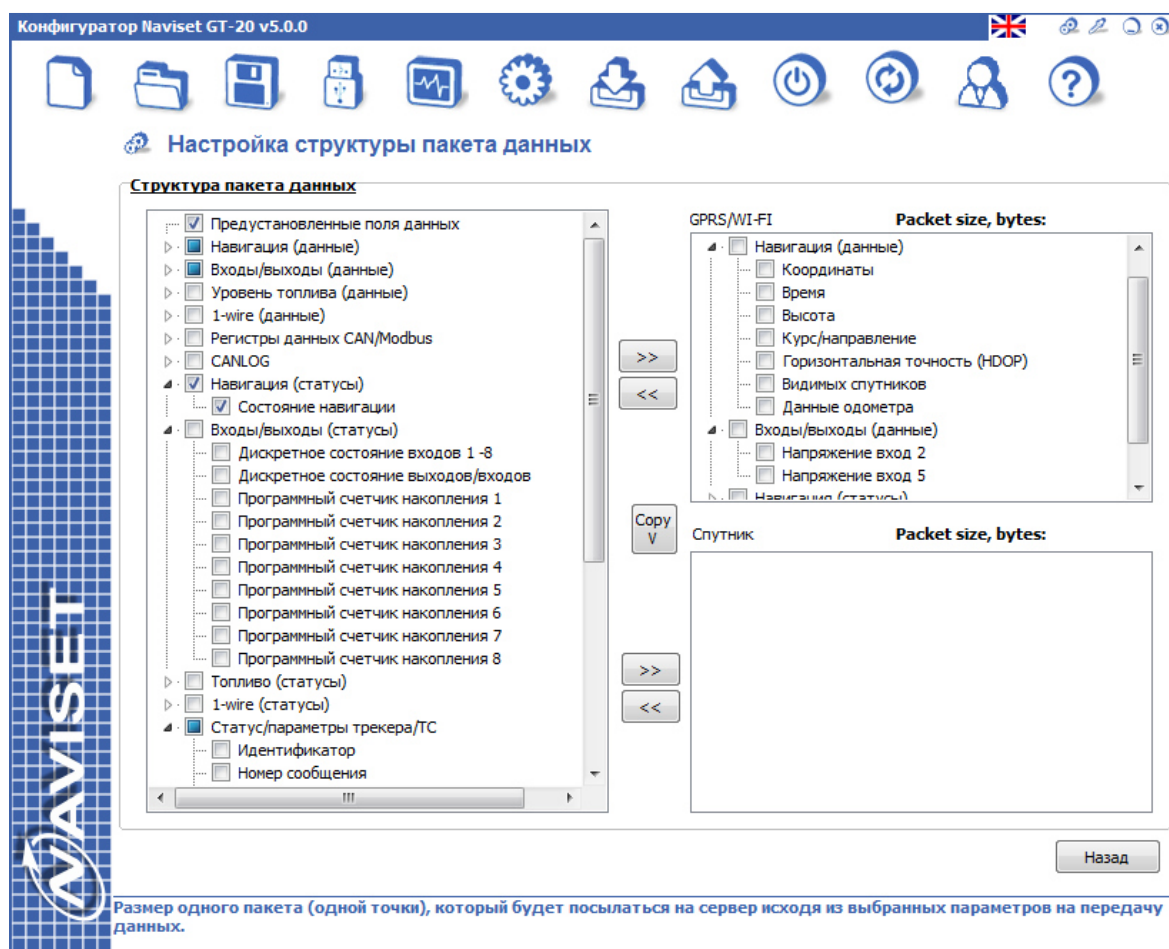 Конфигуратор Naviset GT-20 v5.0.0
Настройка структуры пакета данных
Структура пакета данных
Предустановленные поля данных
Навигация (данные)
Входы/выходы (данные)
Уровень топлива (данные)
1-wire (данные)
Регистры данных CAN/Modbus
CANLOG
Навигация (статусы)
Состояние навигации
Входы/выходы (статусы)
Дискретное состояние входов 1 -8
Дискретное состояние выходов/входов
Программный счетчик накопления 1
Программный счетчик накопления 2
Программный счетчик накопления 3
Программный счетчик накопления 4
Программный счетчик накопления 5
Программный счетчик накопления 6
Программный счетчик накопления 7
Программный счетчик накопления 8
Топливо (статусы)
1-wire (статусы)
Статус/параметры трекера/ТС
Идентификатор
Номер сообщения
>>
<<
Copy
V
>>
<<
GPRS/WI-FI Packet size, bytes:
Навигация (данные)
Координаты
Время
Высота
Курс/направление
Горизонтальная точность (HDOP)
Видимых спутников
Данные одометра
Входы/выходы (данные)
Напряжение вход 2
Напряжение вход 5
Навигация (статусы)
Спутник Packet size, bytes:
Назад
NAVISET
Размер одного пакета (одной точки), который будет посылаться на сервер исходя из выбранных параметров на передачу
данных.